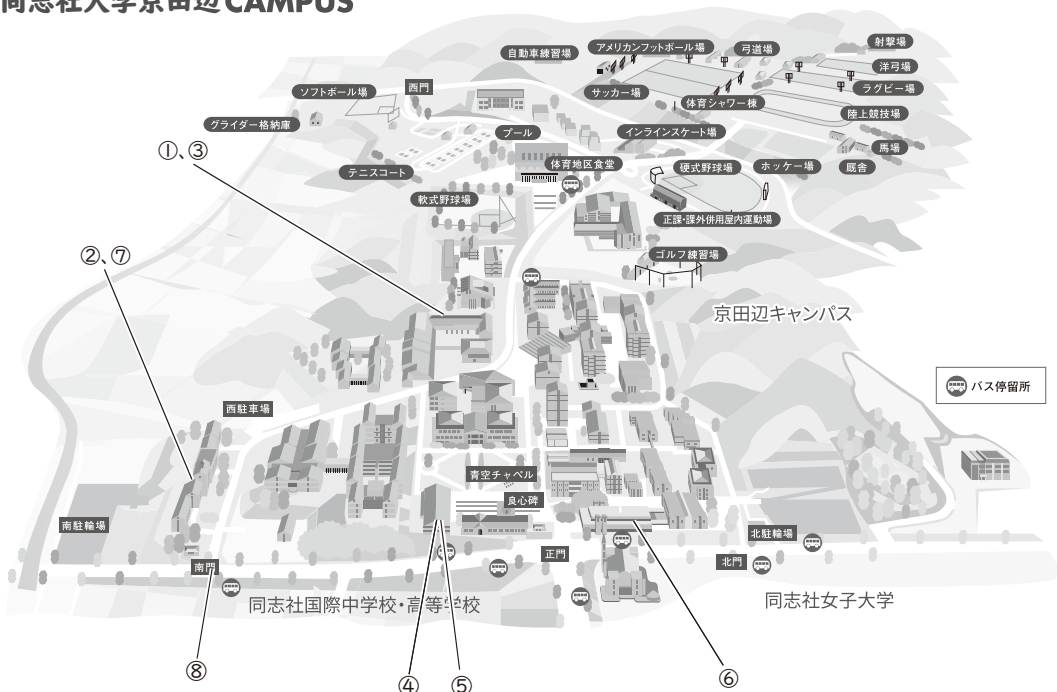 同志社大学京田辺CAMPUS
射撃場
アメリカンフットボール場
弓道場
自動車練習場
洋弓場
ソフトボール場
西門
サッカー場
体育シャワー棟
ラグビー場
陸上競技場
グライダー格納庫
プール
インラインスケート場
馬場
①、③
テニスコート
体育地区食堂
硬式野球場
ホッケー場
厩舎
軟式野球場
正課・課外併用屋内運動場
②、⑦
ゴルフ練習場
京田辺キャンパス
バス停留所
西駐車場
青空チャペル
良心碑
南駐輪場
正門
北駐輪場
南門
北門
同志社国際中学校・高等学校
同志社女子大学
⑧
④
⑤
⑥